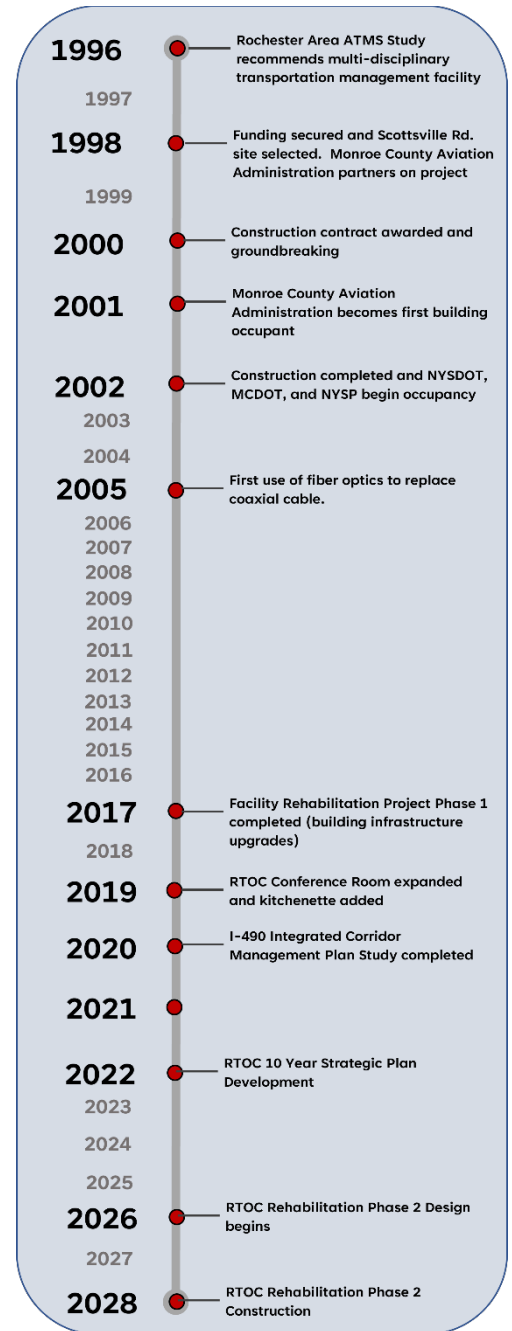 1996
Rochester Area ATMS Study
recommends multi-disciplinary
transportation management facility
1997
1998
Funding secured and Scottsville Rd.
site selected. Monroe County Aviation
Administration partners on project
1999
2000
Construction contract awarded and
groundbreaking
2001
Monroe County Aviation
Administration becomes first building
occupant
2002
Construction completed and NYSDOT,
MCDOT, and NYSP begin occupancy
2003
2004
2005
First use of fiber optics to replace
coaxial cable.
2006
2007
2008
2009
2010
2011
2012
2013
2014
2015
2016
2017
Facility Rehabilitation Project Phase 1
completed (building infrastructure
upgrades)
2018
2019
RTOC Conference Room expanded
and kitchenette added
2020
I-490 Integrated Corridor
Management Plan Study completed
2021
2022
RTOC 10 Year Strategic Plan
Development
2023
2024
2025
2026
RTOC Rehabilitation Phase 2 Design
begins
2027
2028
RTOC Rehabilitation Phase 2
Construction